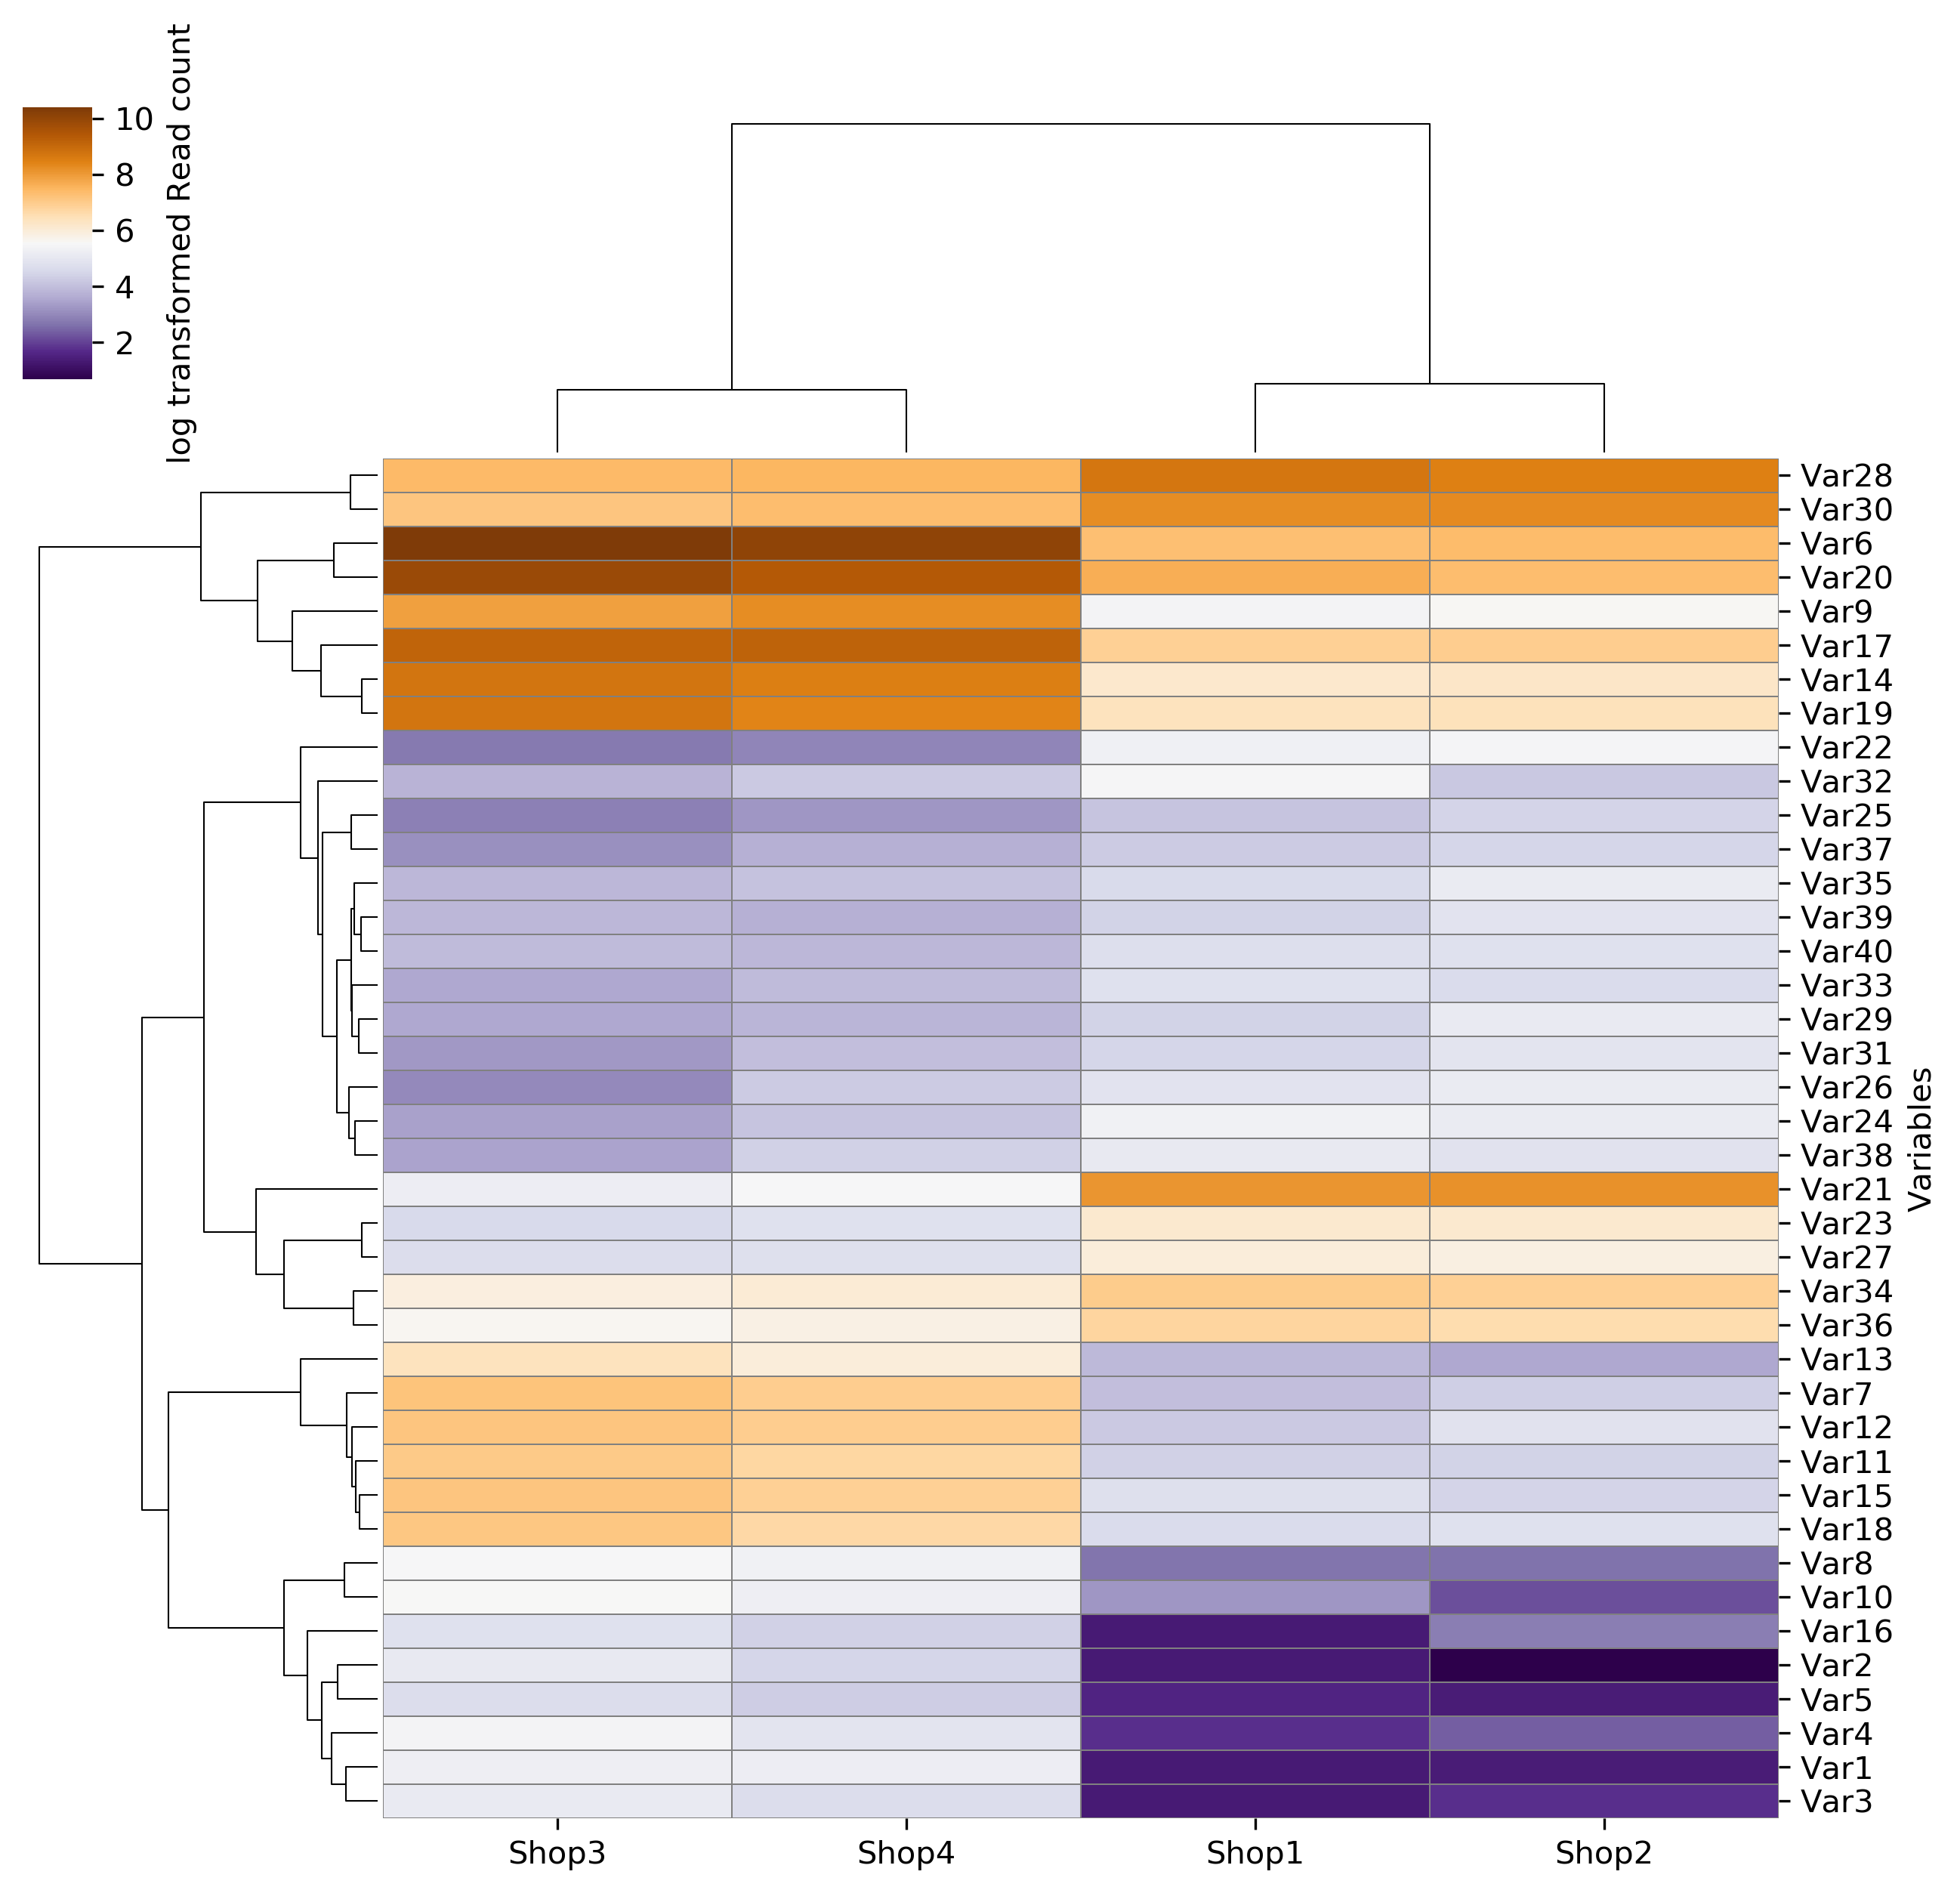 log transformed Read count
10
8
6
4
2
Var28
Var30
Var6
Var20
Var9
Var17
Var14
Var19
Var22
Var32
Var25
Var37
Var35
Var39
Var40
Var33
Var29
Var31
Var26
Var24
Var38
Var21
Var23
Var27
Var34
Var36
Var13
Var7
Var12
Var11
Var15
Var18
Var8
Var10
Var16
Var2
Var5
Var4
Var1
Var3
Variables
Shop3 Shop4 Shop1 Shop2